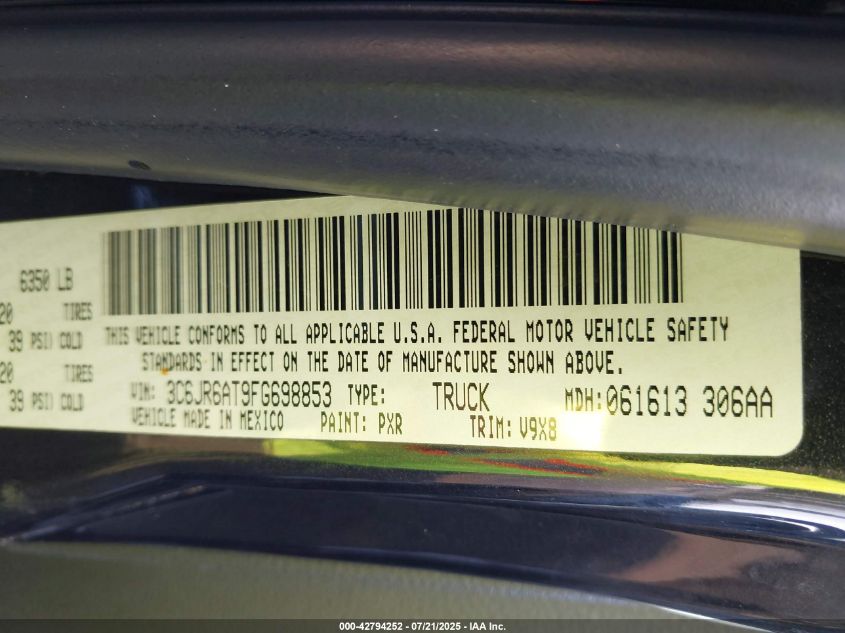 6350 LB
20 TIRES
39 PSI) COLD
20 TIRES
39 PSI) COLD
THIS VEHICLE CONFORMS TO ALL APPLICABLE U.S.A. FEDERAL MOTOR VEHICLE SAFETY
STANDARDS IN EFFECT ON THE DATE OF MANUFACTURE SHOWN ABOVE.
VIN: 3C6JR6AT9FG698853 TYPE: TRUCK MDH: 061613 306AA
VEHICLE MADE IN MEXICO PAINT: PXR TRIM: V9X8
000-42794252 - 07/21/2025 - IAA Inc.